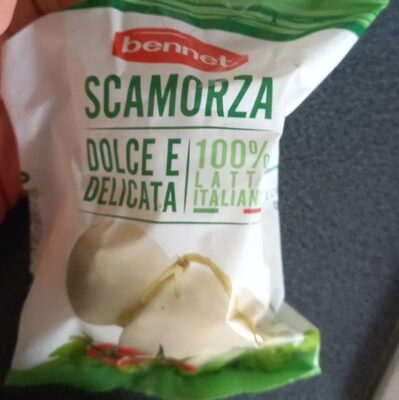 bennet
SCAMORZA
DOLCE E
DELICATA
100%
LATTE
ITALIANO